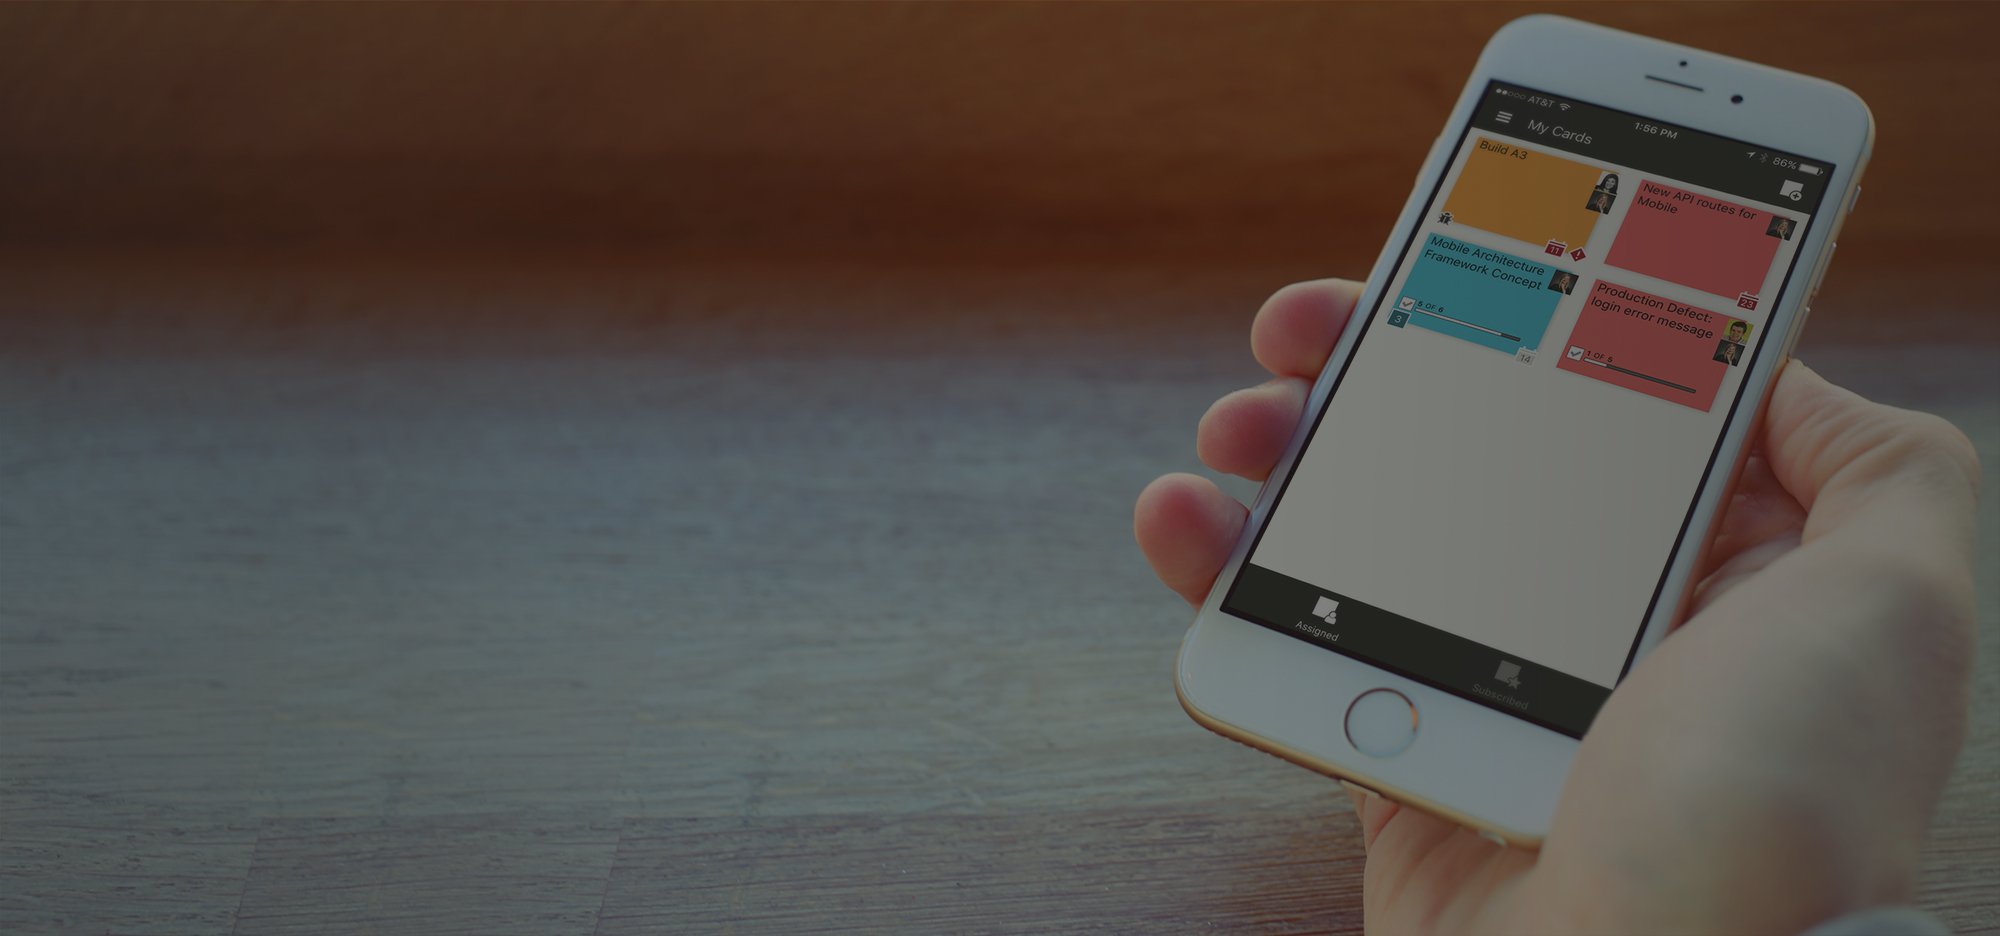 AT&T
1:56 PM
86%
My Cards
Build A3
11
New API routes for
Mobile
23
Mobile Architecture
Framework Concept
5 OF 6
3
14
Production Defect:
login error message
1 OF 5
Assigned
Subscribed